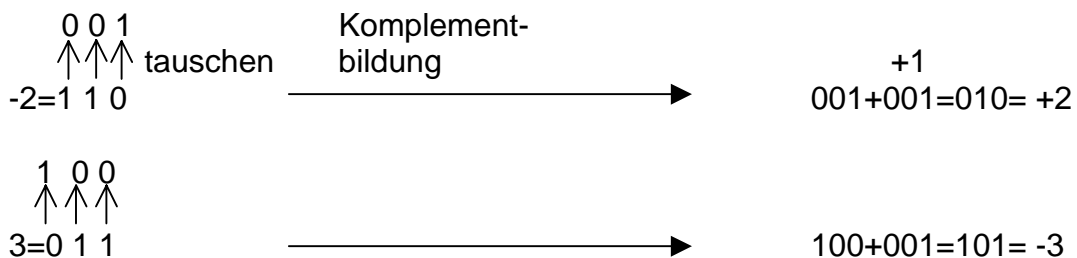 0 0 1 Komplement-
tauschen bildung +1
-2=1 1 0 001+001=010= +2
1 0 0
3=0 1 1 100+001=101= -3